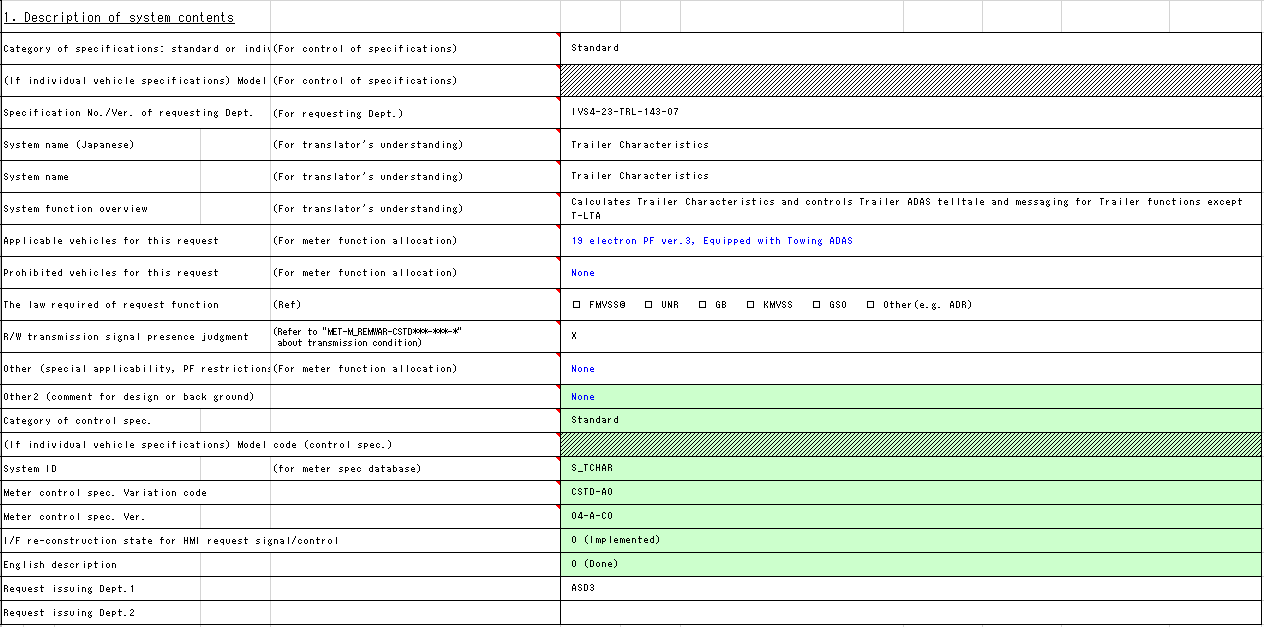 1. Description of system contents
Category of specifications: standard or indiv (For control of specifications) Standard
(If individual vehicle specifications) Model (For control of specifications)
Specification No./Ver. of requesting Dept. (For requesting Dept.) IVS4-23-TRL-143-07
System name (Japanese) (For translator's understanding) Trailer Characteristics
System name (For translator's understanding) Trailer Characteristics
System function overview (For translator's understanding) Calculates Trailer Characteristics and controls Trailer ADAS telltale and messaging for Trailer functions except
T-LTA
Applicable vehicles for this request (For meter function allocation) 19 electron PF ver.3, Equipped with Towing ADAS
Prohibited vehicles for this request (For meter function allocation) None
The law required of request function (Ref) □ FMVSS® □ UNR □ GB □ KMVSS □ GSO □ Other(e.g. ADR)
R/W transmission signal presence judgment (Refer to "MET-M_REMWAR-CSTD***-***-*"
about transmission condition) X
Other (special applicability, PF restrictions (For meter function allocation) None
Other2 (comment for design or back ground) None
Category of control spec. Standard
(If individual vehicle specifications) Model code (control spec.)
System ID (for meter spec database) S_TCHAR
Meter control spec. Variation code CSTD-A0
Meter control spec. Ver. 04-A-C0
I/F re-construction state for HMI request signal/control O (Implemented)
English description O (Done)
Request issuing Dept.1 ASD3
Request issuing Dept.2